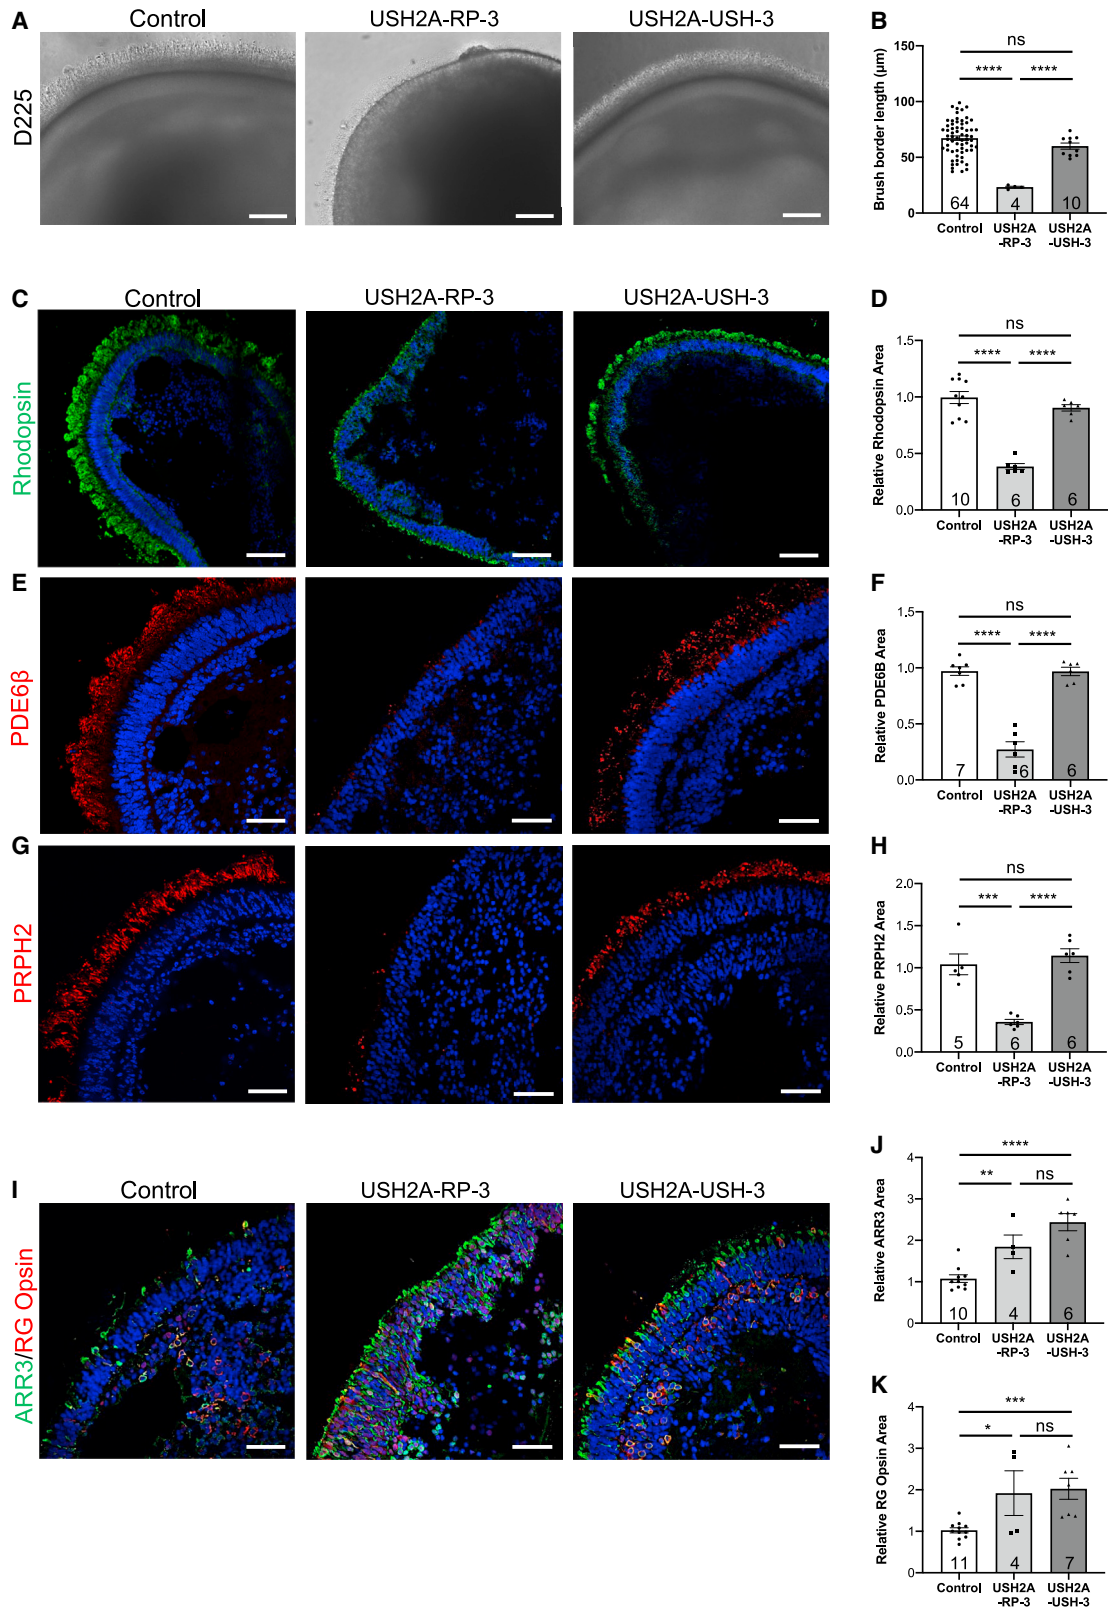 A
Control
USH2A-RP-3
USH2A-USH-3
D225
B
Brush border length (µm)
150
100
50
0
ns
**** ****
64
4
10
Control
USH2A
-RP-3
USH2A
-USH-3
C
Control
USH2A-RP-3
USH2A-USH-3
Rhodopsin
D
Relative Rhodopsin Area
1.5
1.0
0.5
0.0
ns
**** ****
10
6
6
Control
USH2A
-RP-3
USH2A
-USH-3
E
PDE6β
F
Relative PDE6B Area
1.5
1.0
0.5
0.0
ns
**** ****
7
6
6
Control
USH2A
-RP-3
USH2A
-USH-3
G
PRPH2
H
Relative PRPH2 Area
2.0
1.5
1.0
0.5
0.0
ns
*** ****
5
6
6
Control
USH2A
-RP-3
USH2A
-USH-3
I
Control
USH2A-RP-3
USH2A-USH-3
ARR3/RG Opsin
J
Relative ARR3 Area
4
3
2
1
0
****
** ns
10
4
6
Control
USH2A
-RP-3
USH2A
-USH-3
K
Relative RG Opsin Area
4
3
2
1
0
***
* ns
11
4
7
Control
USH2A
-RP-3
USH2A
-USH-3